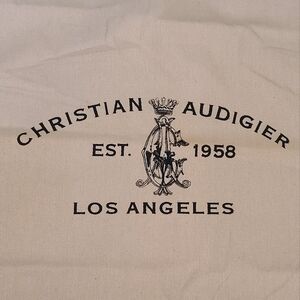 CHRISTIAN AUDIGIER
EST. 1958
LOS ANGELES